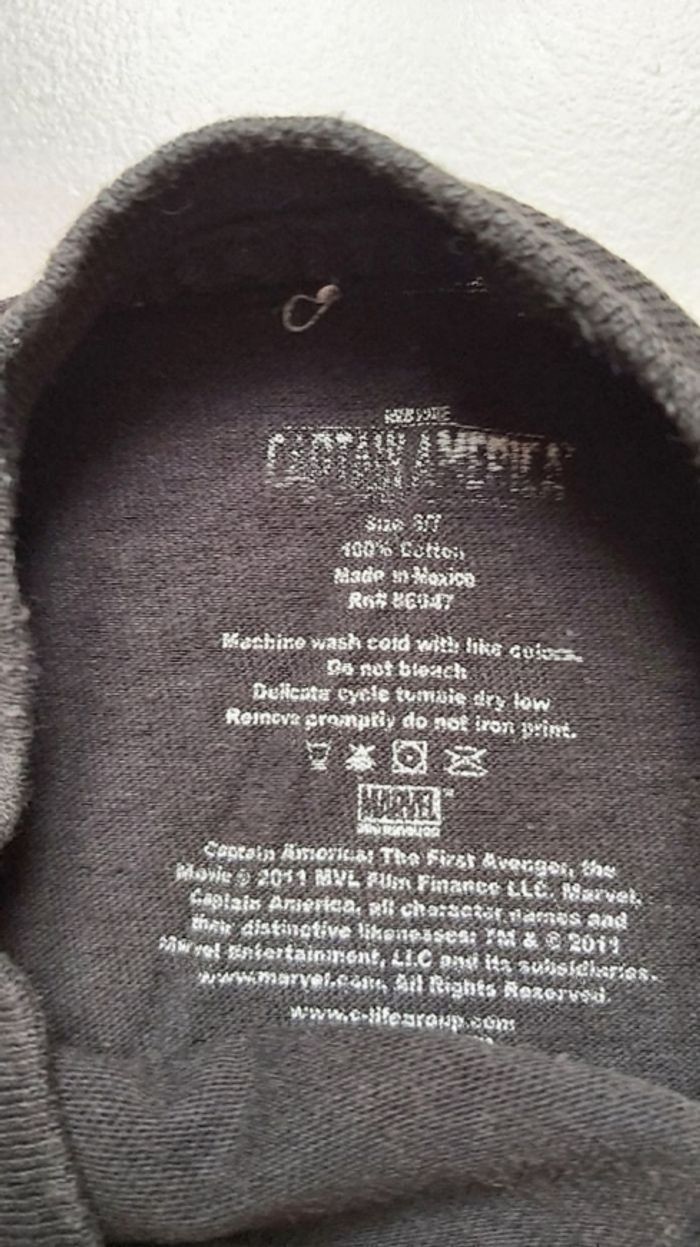 CAPTAIN AMERICA
Size 6/7
100% Cotton
Made in Mexico
Rn# 86947
Machine wash cold with like colors.
Do not bleach
Delicate cycle tumble dry low
Remove promptly do not iron print.
MARVEL
Captain America: The First Avenger, the
Movie © 2011 MVL Film Finance LLC. Marvel,
Captain America, all character names and
their distinctive likenesses: TM & © 2011
Marvel Entertainment, LLC and its subsidiaries.
www.marvel.com, All Rights Reserved.
www.c-lifegroup.com